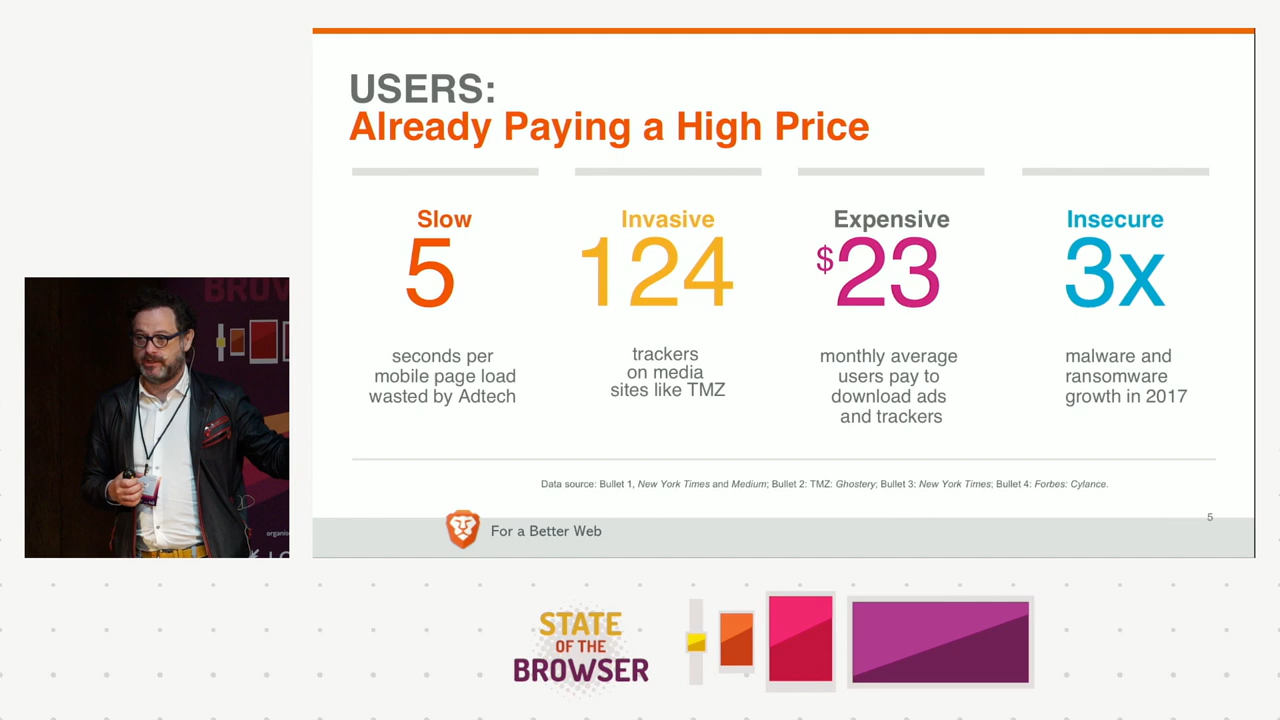 USERS:
Already Paying a High Price
Slow
5
seconds per
mobile page load
wasted by Adtech
Invasive
124
trackers
on media
sites like TMZ
Expensive
$23
monthly average
users pay to
download ads
and trackers
Insecure
3x
malware and
ransomware
growth in 2017
Data source: Bullet 1, New York Times and Medium; Bullet 2: TMZ: Ghostery; Bullet 3: New York Times; Bullet 4: Forbes: Cylance.
5
For a Better Web
BROW
organis
STATE
OF THE
BROWSER